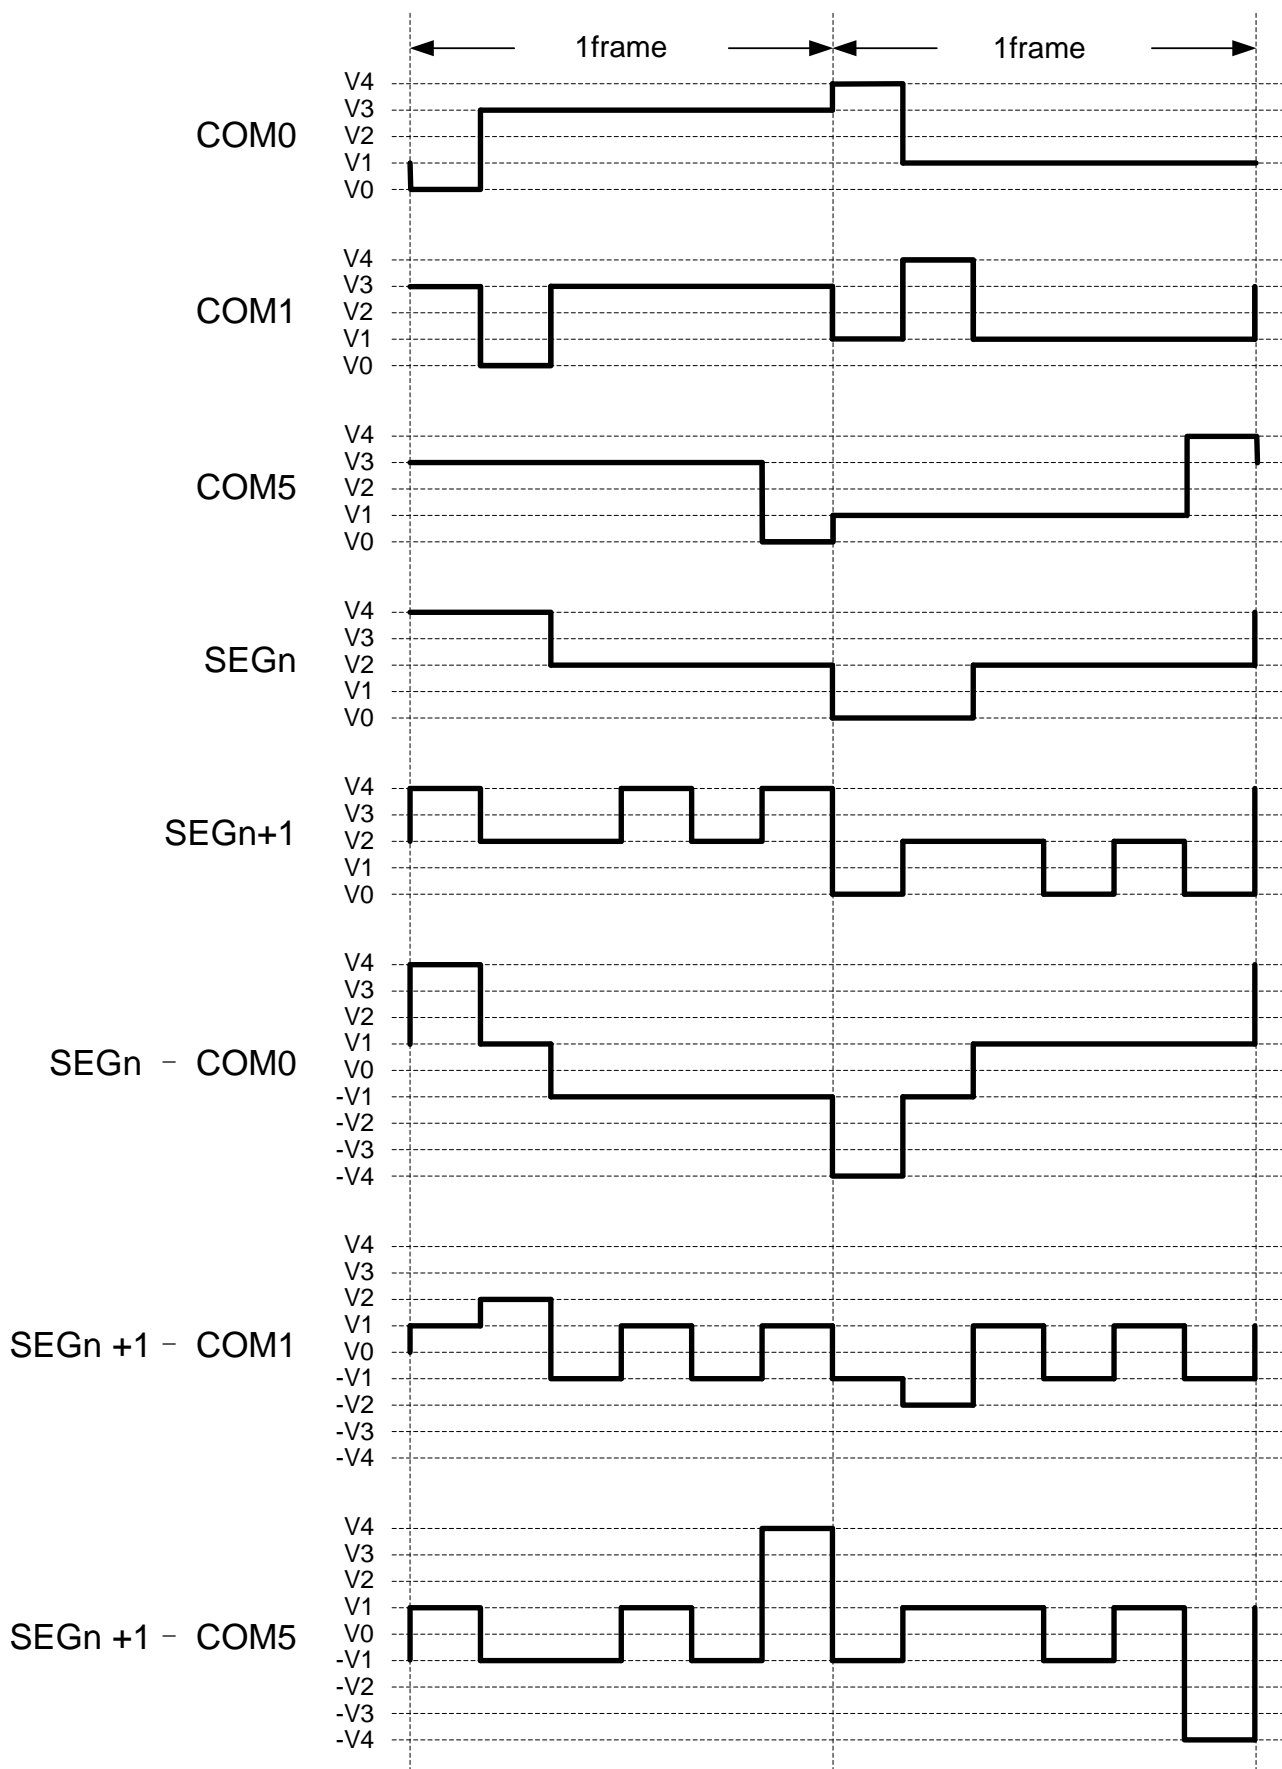 1frame 1frame
V4
V3
COM0 V2
V1
V0
V4
V3
COM1 V2
V1
V0
V4
V3
COM5 V2
V1
V0
V4
V3
SEGn V2
V1
V0
V4
V3
SEGn+1 V2
V1
V0
V4
V3
V2
V1
SEGn － COM0 V0
-V1
-V2
-V3
-V4
V4
V3
V2
V1
SEGn +1－ COM1 V0
-V1
-V2
-V3
-V4
V4
V3
V2
V1
SEGn +1－ COM5 V0
-V1
-V2
-V3
-V4